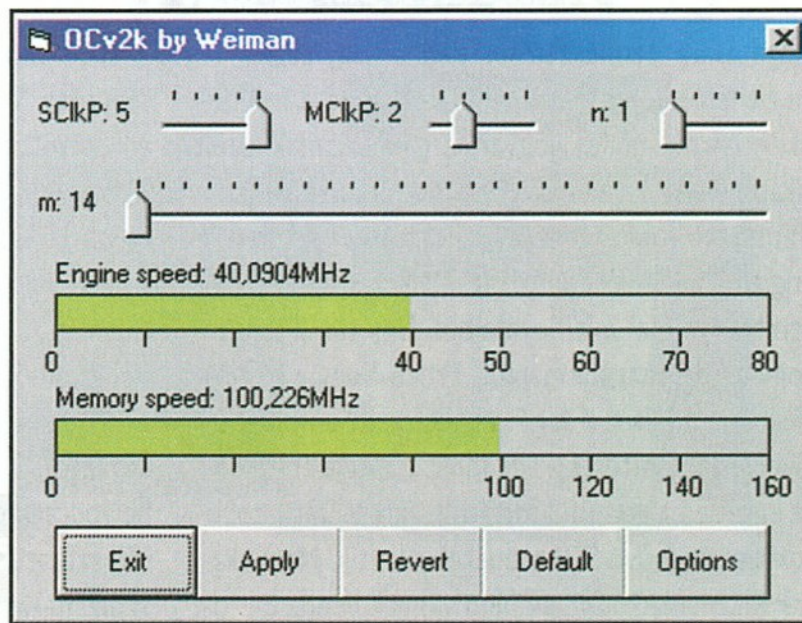 OCv2k by Weiman
SClkP: 5 MClkP: 2 n: 1
m: 14
Engine speed: 40,0904MHz
0 40 50 60 70 80
Memory speed: 100,226MHz
0 100 120 140 160
Exit Apply Revert Default Options